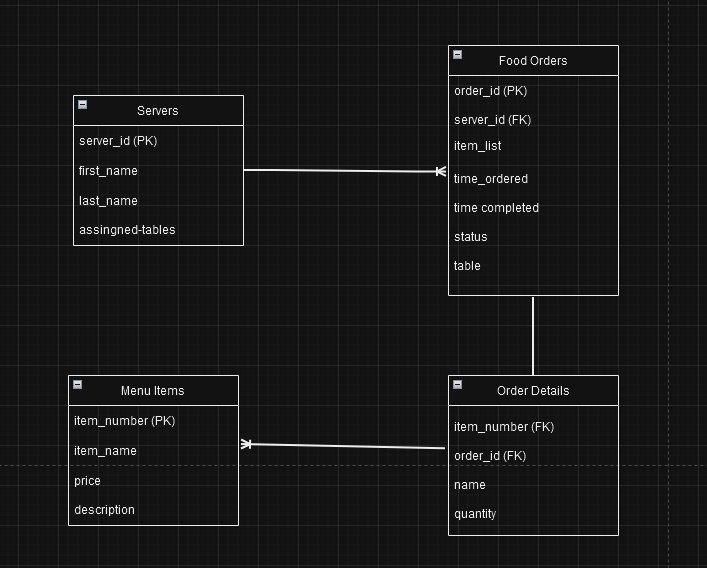 Servers
server_id (PK)
first_name
last_name
assingned-tables
Food Orders
order_id (PK)
server_id (FK)
item_list
time_ordered
time completed
status
table
Menu Items
item_number (PK)
item_name
price
description
Order Details
item_number (FK)
order_id (FK)
name
quantity